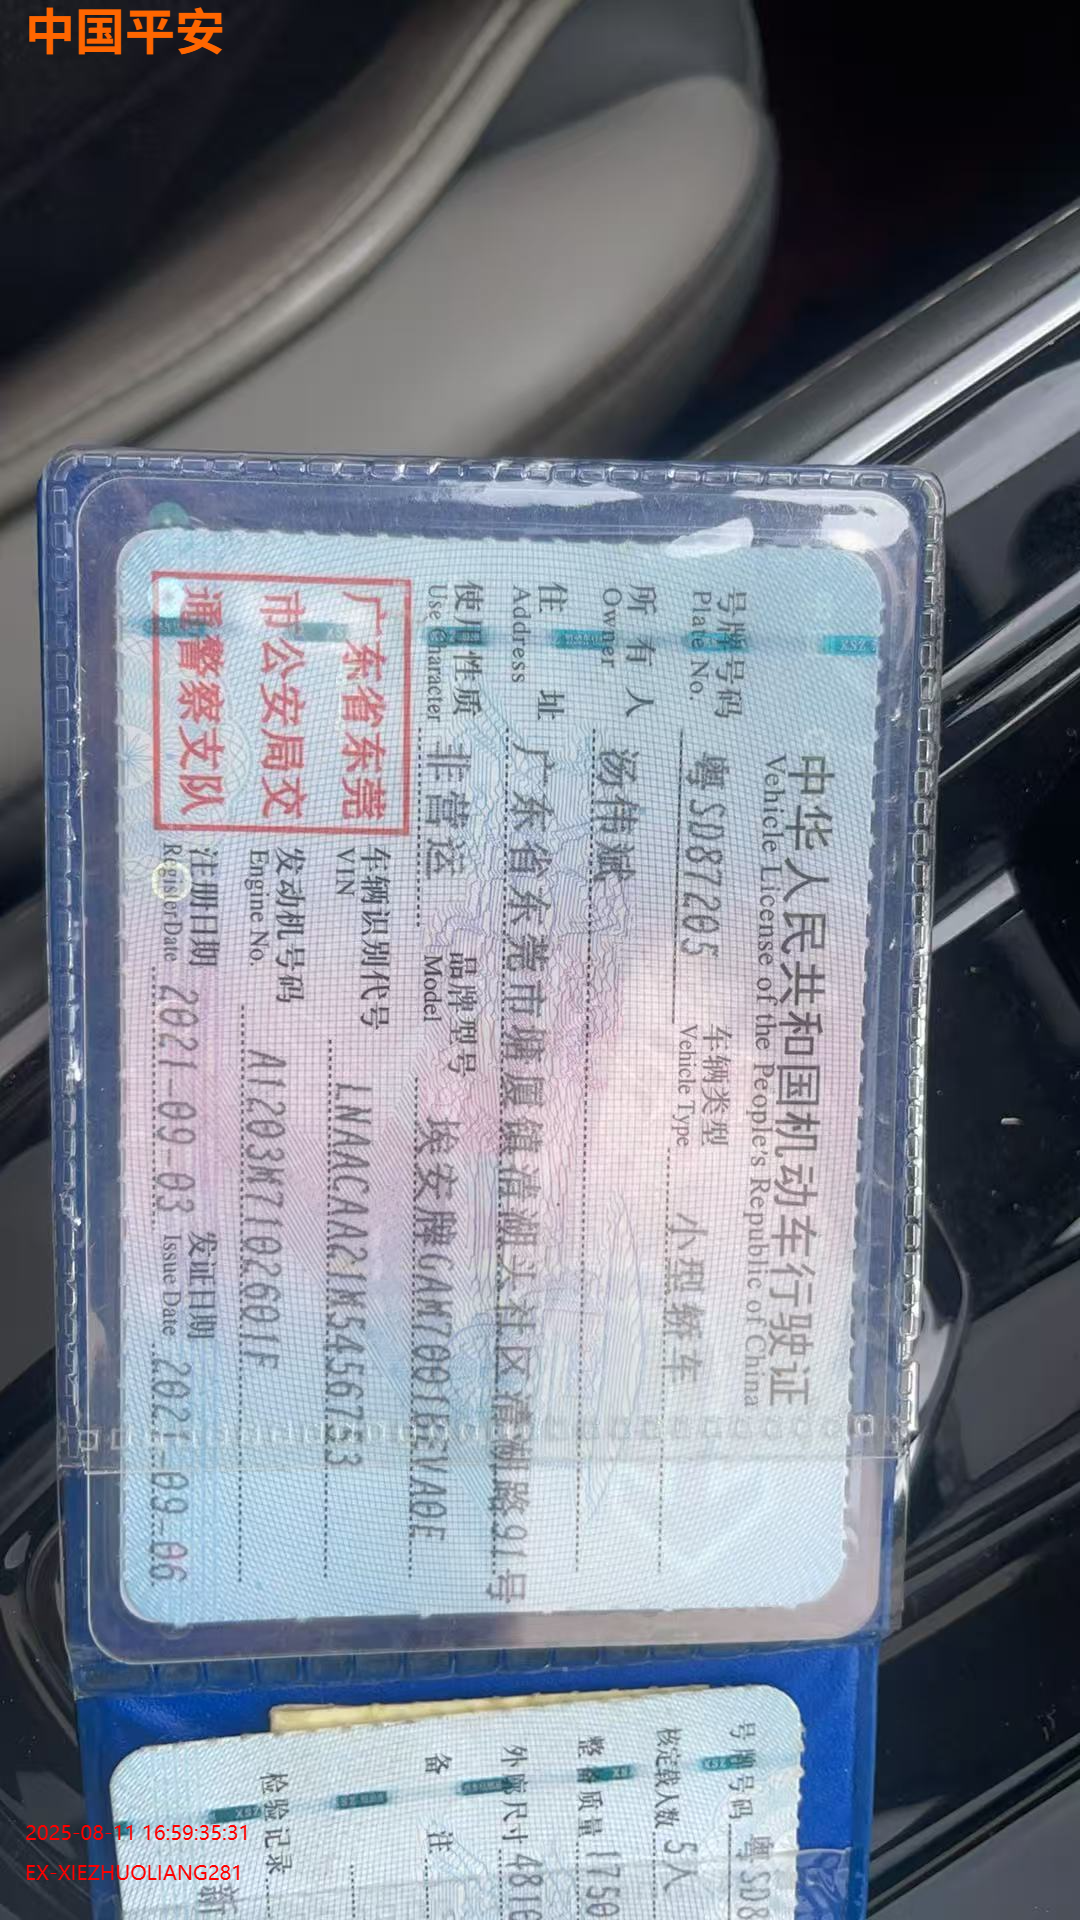 中国平安
中华人民共和国机动车行驶证
Vehicle License of the People's Republic of China
号牌号码 粤SD87205 车辆类型 小型轿车
Plate No. Vehicle Type
所有人 汤伟斌
Owner
住址 广东省东莞市塘厦镇清湖头社区清湖路91号
Address
使用性质 非营运 品牌型号 埃安牌GAM7001BEVA0E
Use Character Model
广东省东莞
市公安局交
通警察支队
车辆识别代号 LNAACAA21M5456753
VIN
发动机号码 A1203M7102601F
Engine No.
注册日期 2021-09-03 发证日期 2021-09-06
Register Date Issue Date
号牌号码 粤SD8
核定载人数 5人
整备质量 1750
外廓尺寸 4810
备注
检验记录
2025-08-11 16:59:35:31
EX-XIEZHUOLIANG281